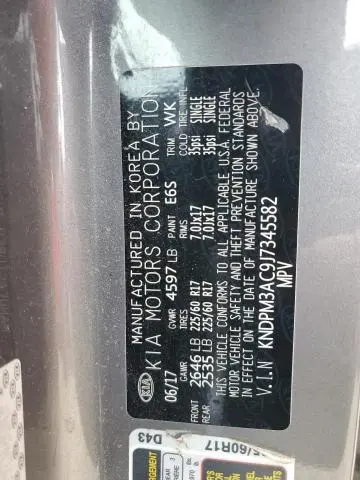 MANUFACTURED IN KOREA BY
KIA KIA MOTORS CORPORATION
06/17 GVWR 4597 LB PAINT E6S TRIM WK
GAWR TIRES RIMS COLD TIRE INFL
FRONT 2646 LB 225/60 R17 7.0JX17 35psi SINGLE
REAR 2535 LB 225/60 R17 7.0JX17 35psi SINGLE
THIS VEHICLE CONFORMS TO ALL APPLICABLE U.S.A FEDERAL
MOTOR VEHICLE SAFETY AND THEFT PREVENTION STANDARDS
IN EFFECT ON THE DATE OF MANUFACTURE SHOWN ABOVE.
V.I.N KNDPM3AC9J7345582
MPV
D43
5/60R17